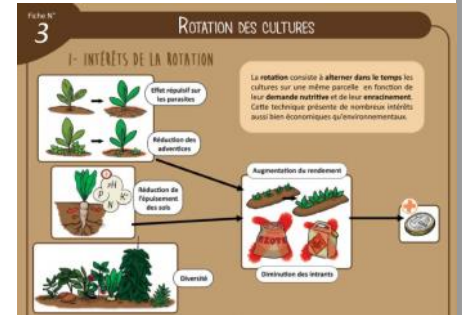 Fiche N°
3
ROTATION DES CULTURES
I- INTÉRÊTS DE LA ROTATION
Effet répulsif sur
les parasites
La rotation consiste à alterner dans le temps les
cultures sur une même parcelle en fonction de
leur demande nutritive et de leur enracinement.
Cette technique présente de nombreux intérêts
aussi bien économiques qu'environnementaux.
Réduction des
adventices
Réduction de
l'épuisement
des sols
P
pH
N
K⁺
Augmentation du rendement
AZOTE
Diminution des intrants
Diversité